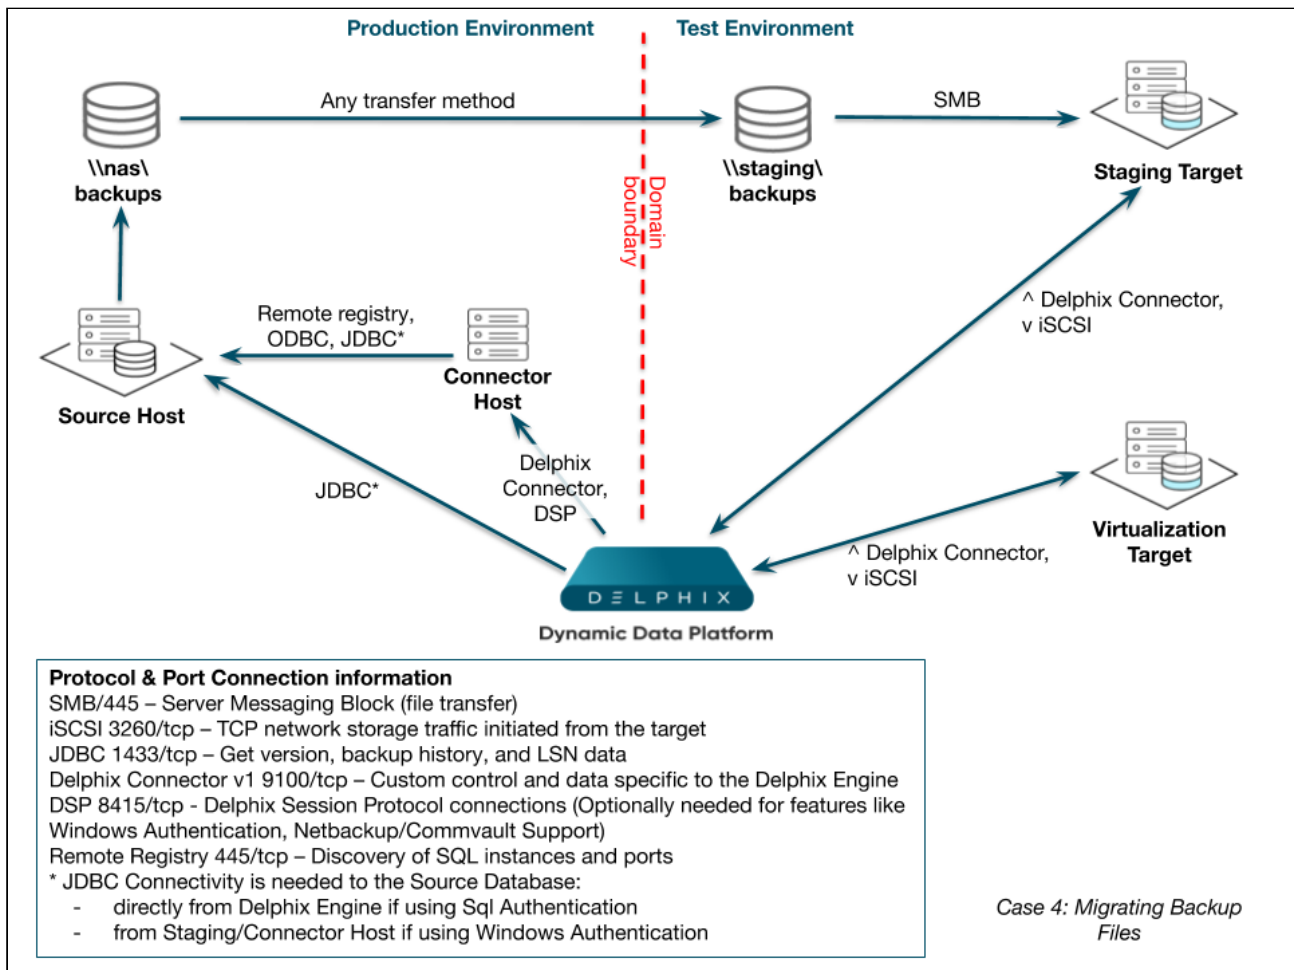 Production Environment
Test Environment
Any transfer method
SMB
\\nas\
backups
\\staging\
backups
Staging Target
Domain
boundary
Remote registry,
ODBC, JDBC*
^ Delphix Connector,
v iSCSI
Connector
Host
Source Host
Delphix
Connector,
DSP
JDBC*
Virtualization
Target
^ Delphix Connector,
v iSCSI
DELPHIX
Dynamic Data Platform
Protocol & Port Connection information
SMB/445 – Server Messaging Block (file transfer)
iSCSI 3260/tcp – TCP network storage traffic initiated from the target
JDBC 1433/tcp – Get version, backup history, and LSN data
Delphix Connector v1 9100/tcp – Custom control and data specific to the Delphix Engine
DSP 8415/tcp - Delphix Session Protocol connections (Optionally needed for features like
Windows Authentication, Netbackup/Commvault Support)
Remote Registry 445/tcp – Discovery of SQL instances and ports
* JDBC Connectivity is needed to the Source Database:
- directly from Delphix Engine if using Sql Authentication
- from Staging/Connector Host if using Windows Authentication
Case 4: Migrating Backup
Files